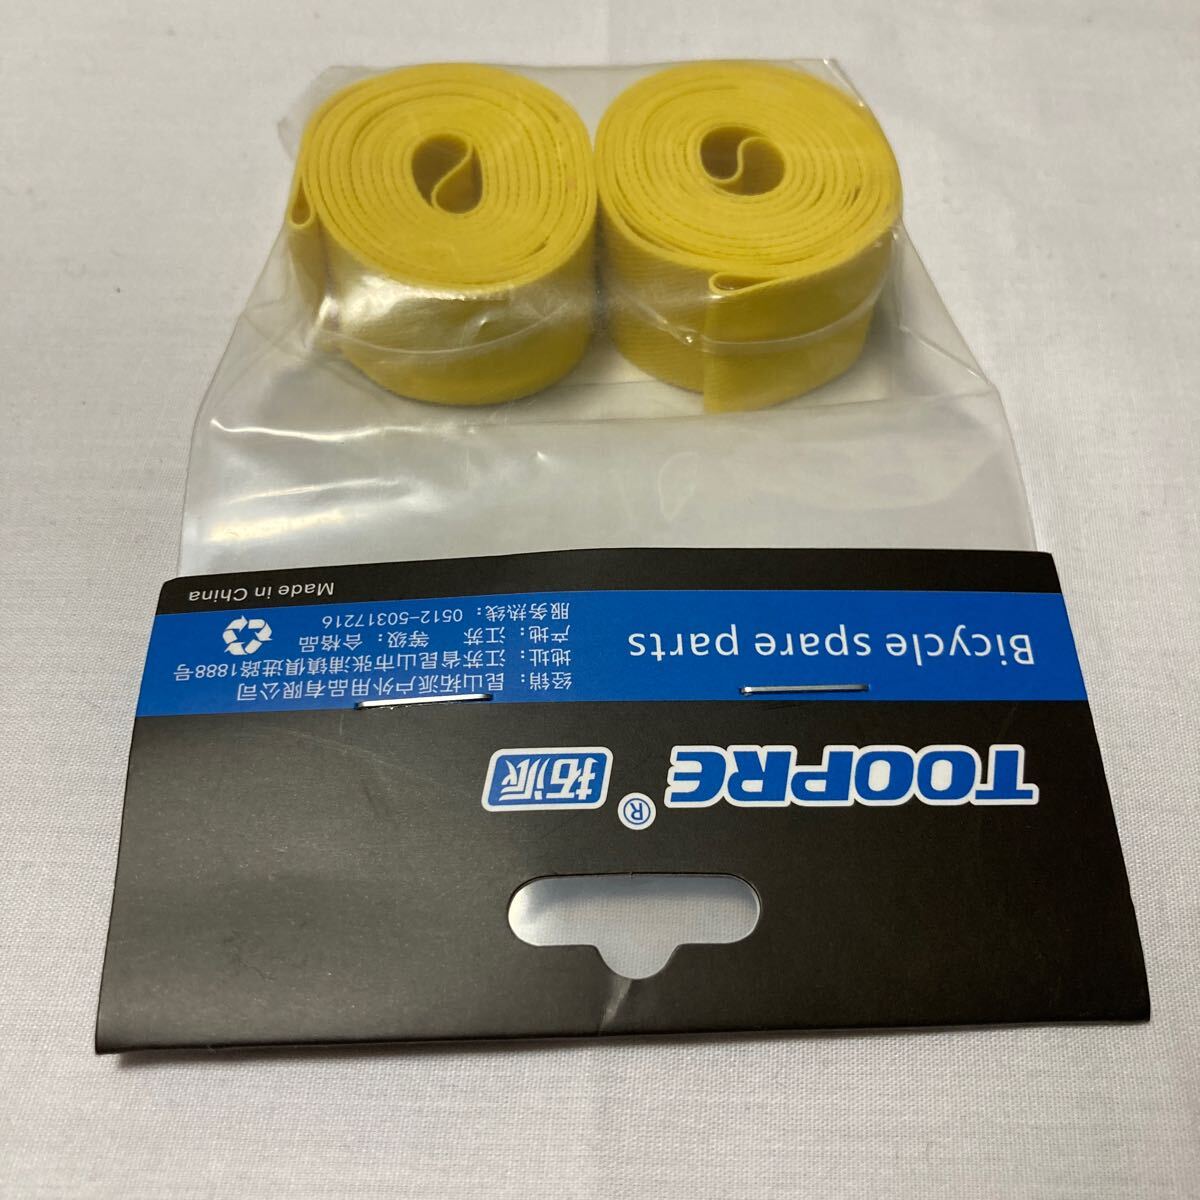 TOOPRE® 拓派
Bicycle spare parts
经销：昆山拓派户外用品有限公司
地址：江苏省昆山市张浦镇俱进路1888号
产地：江苏 等级：合格品
服务热线：0512-50317216
Made in China